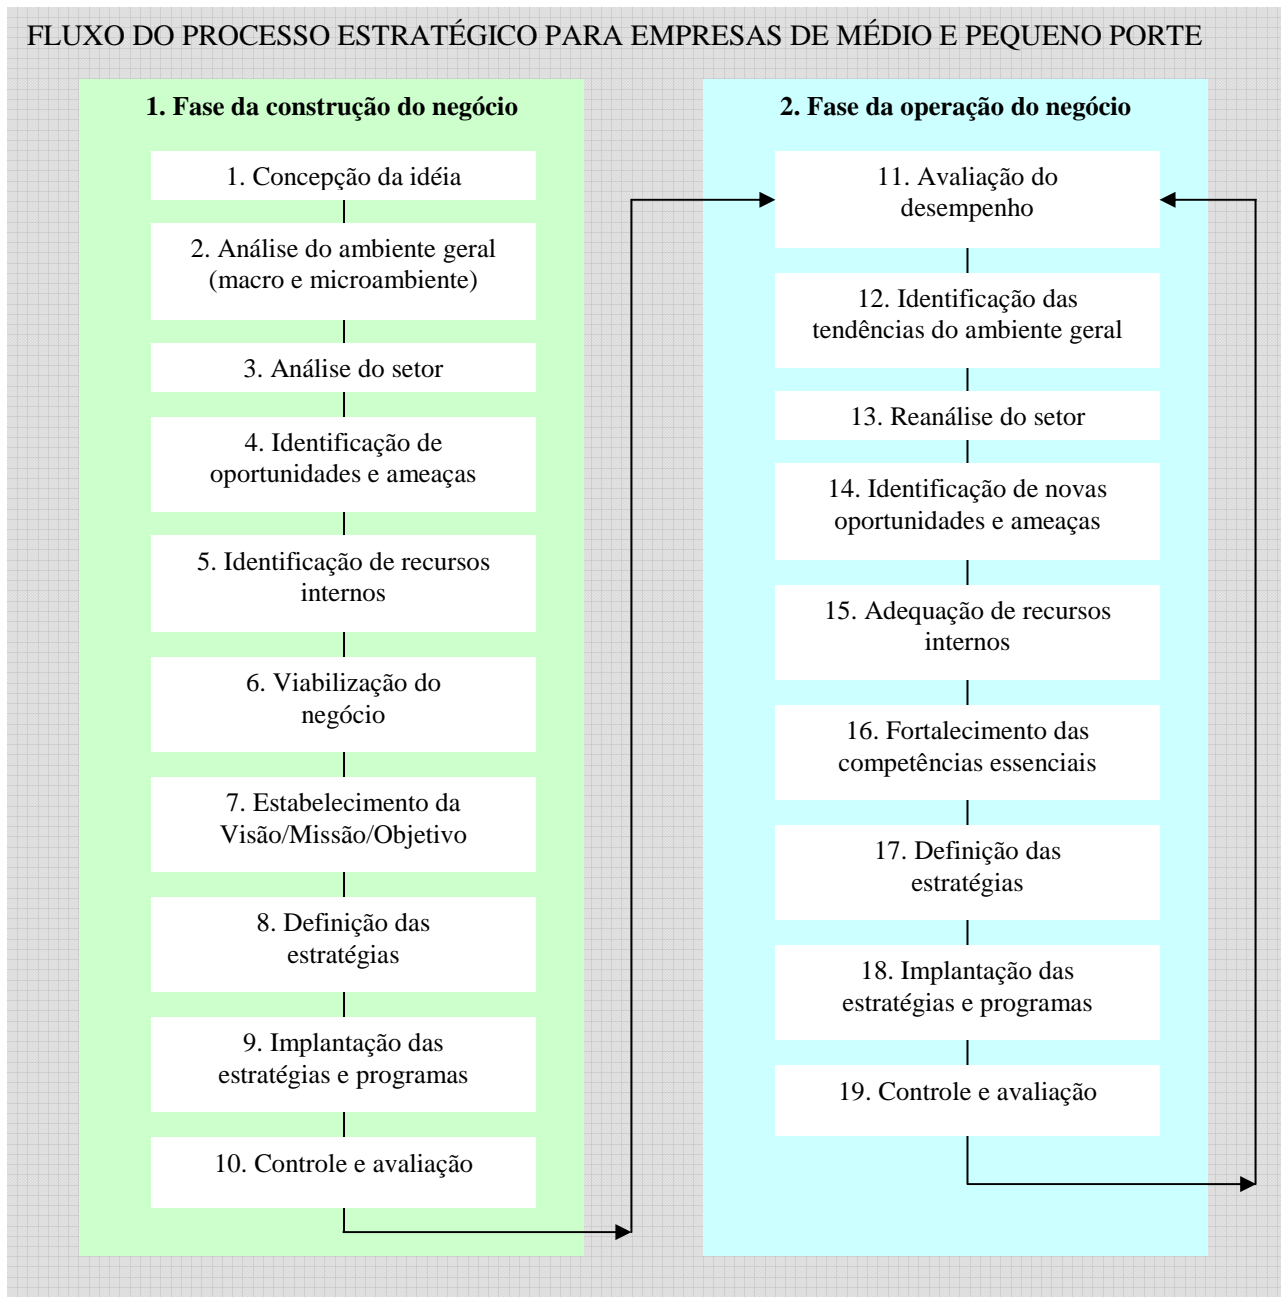 FLUXO DO PROCESSO ESTRATÉGICO PARA EMPRESAS DE MÉDIO E PEQUENO PORTE
1. Fase da construção do negócio
1. Concepção da idéia
2. Análise do ambiente geral
(macro e microambiente)
3. Análise do setor
4. Identificação de
oportunidades e ameaças
5. Identificação de recursos
internos
6. Viabilização do
negócio
7. Estabelecimento da
Visão/Missão/Objetivo
8. Definição das
estratégias
9. Implantação das
estratégias e programas
10. Controle e avaliação
2. Fase da operação do negócio
11. Avaliação do
desempenho
12. Identificação das
tendências do ambiente geral
13. Reanálise do setor
14. Identificação de novas
oportunidades e ameaças
15. Adequação de recursos
internos
16. Fortalecimento das
competências essenciais
17. Definição das
estratégias
18. Implantação das
estratégias e programas
19. Controle e avaliação